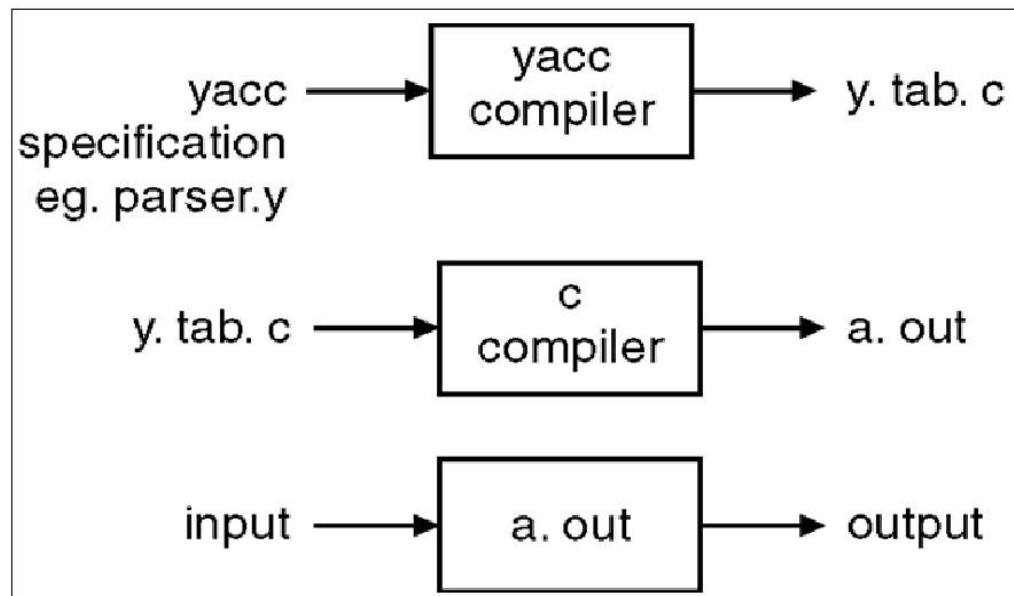 yacc
specification
eg. parser.y
yacc
compiler
y. tab. c
y. tab. c
c
compiler
a. out
input
a. out
output